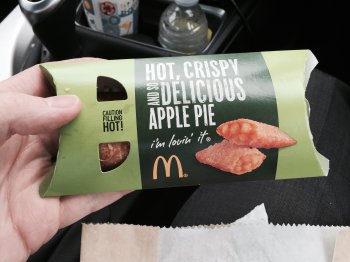 CAUTION
FILLING
HOT!
HOT, CRISPY
AND SO
DELICIOUS
APPLE PIE
i'm lovin' it®